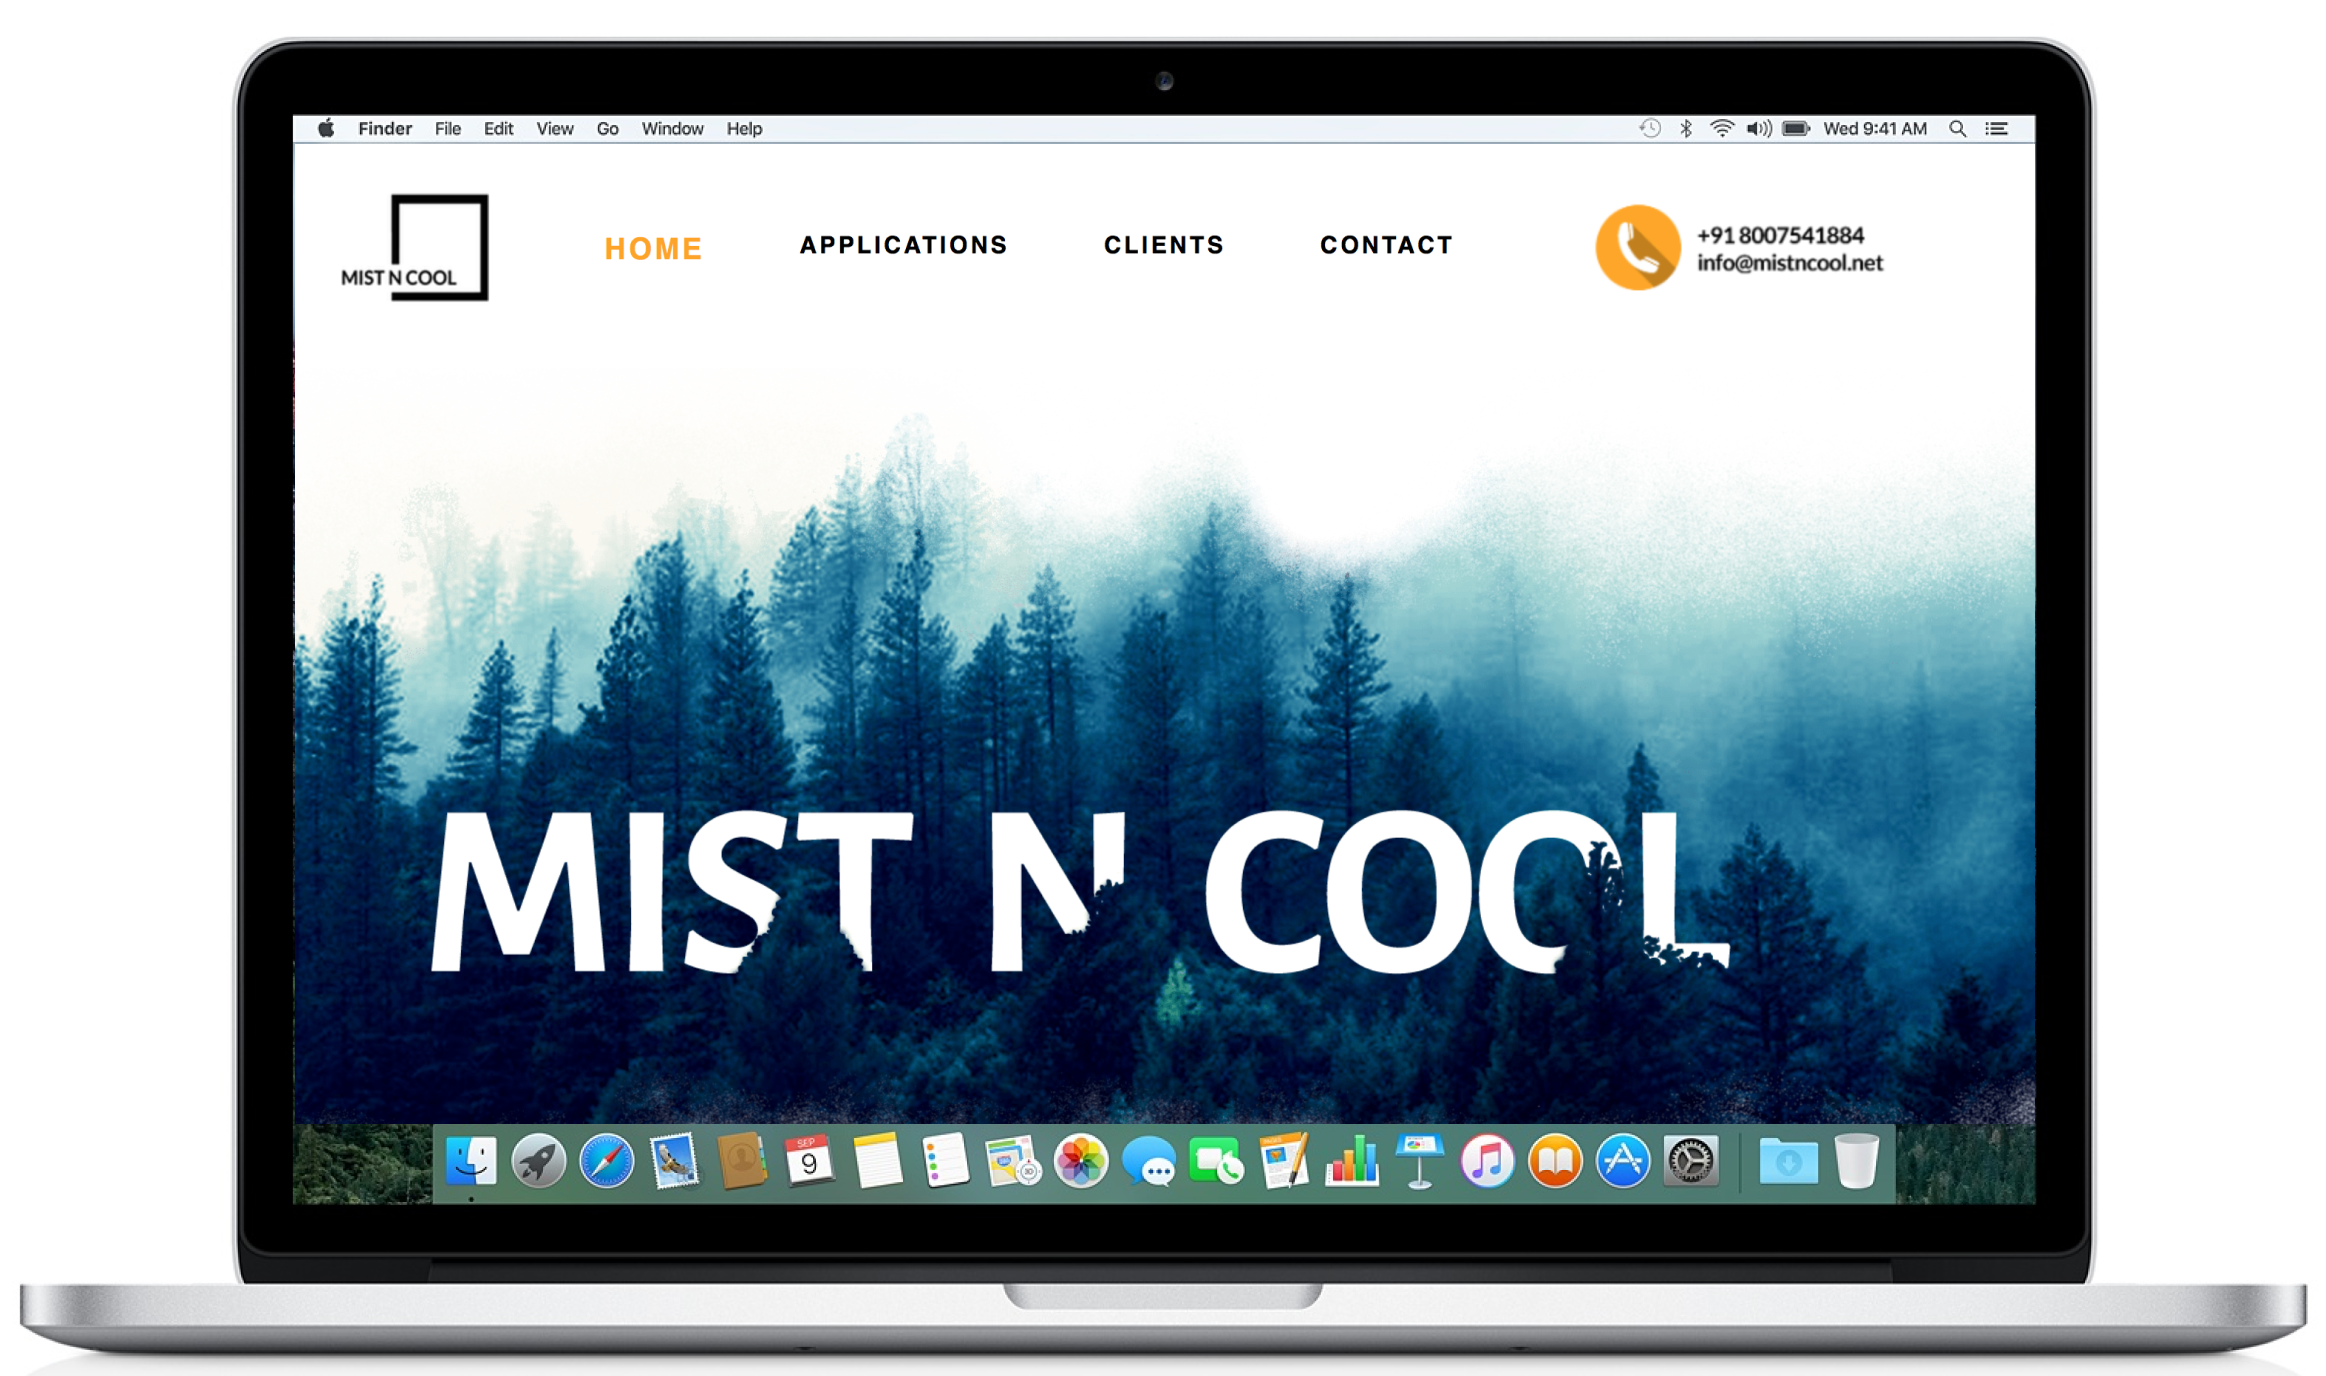 Finder File Edit View Go Window Help Wed 9:41 AM
MIST N COOL
HOME APPLICATIONS CLIENTS CONTACT
+91 8007541884
info@mistncool.net
MIST N COOL
SEP
9
3D